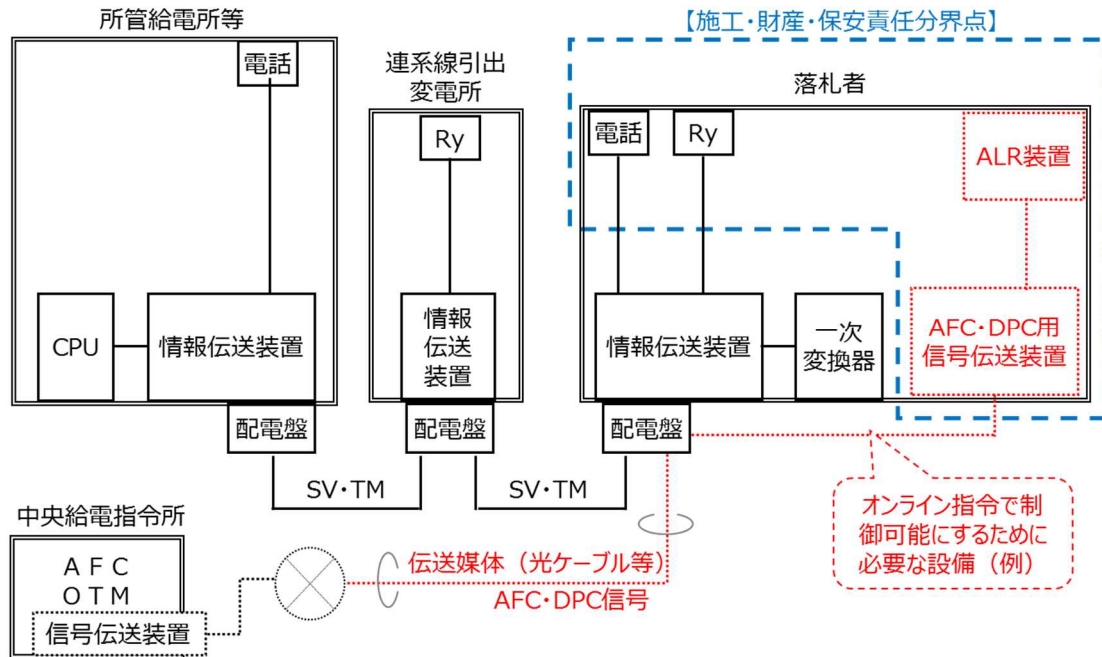 所管給電所等
電話
CPU
情報伝送装置
配電盤
連系線引出
変電所
Ry
情報
伝送
装置
配電盤
【施工・財産・保安責任分界点】
落札者
電話
Ry
ALR装置
情報伝送装置
一次
変換器
AFC・DPC用
信号伝送装置
配電盤
SV・TM
SV・TM
オンライン指令で制
御可能にするために
必要な設備（例）
中央給電指令所
ＡＦＣ
ＯＴＭ
信号伝送装置
伝送媒体（光ケーブル等）
AFC・DPC信号